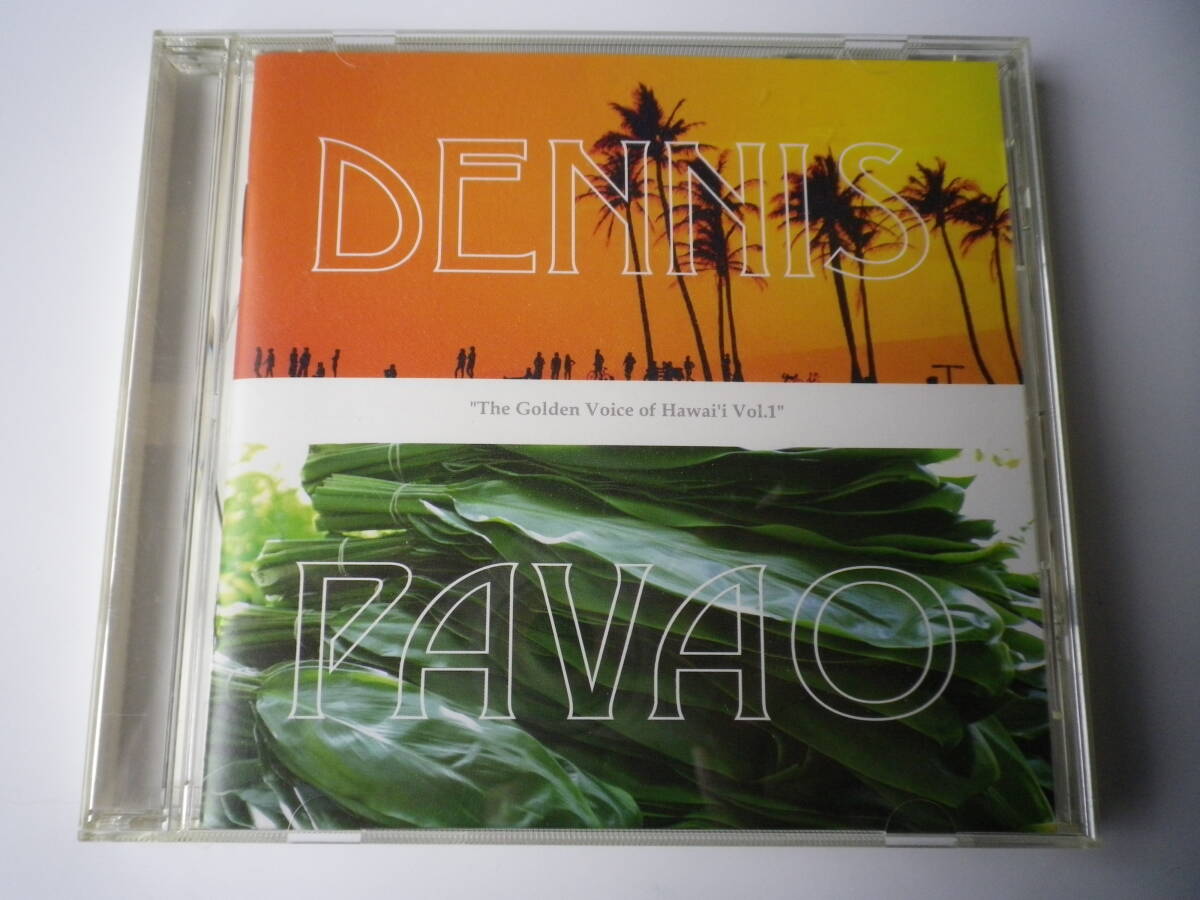 DENNIS
"The Golden Voice of Hawai'i Vol.1"
PAVAO